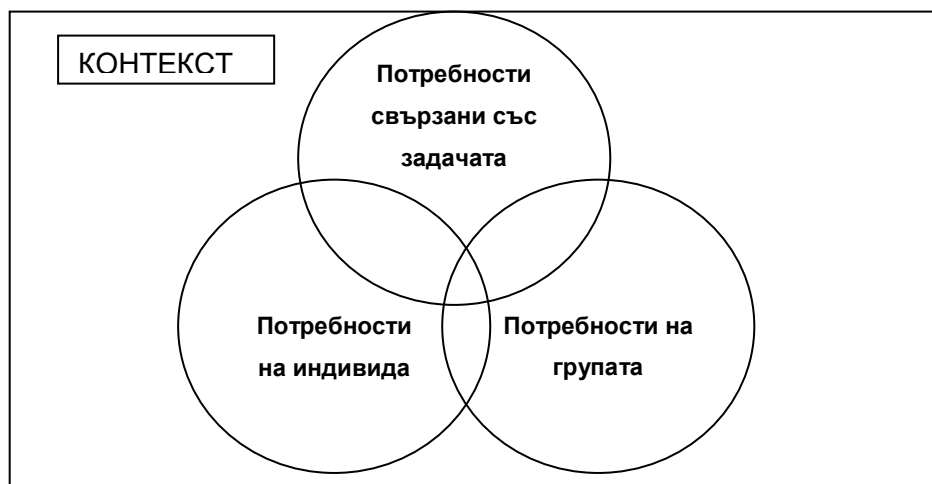 КОНТЕКСТ
Потребности
свързани със
задачата
Потребности
на индивида
Потребности на
групата